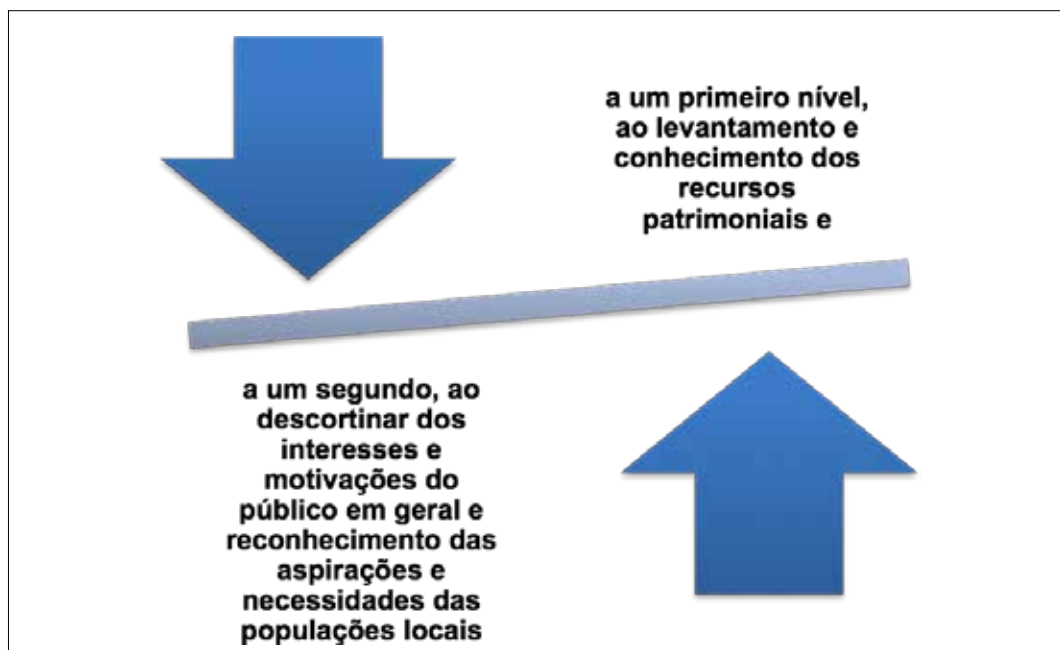 a um primeiro nível,
ao levantamento e
conhecimento dos
recursos
patrimoniais e
a um segundo, ao
descortinar dos
interesses e
motivações do
público em geral e
reconhecimento das
aspirações e
necessidades das
populações locais